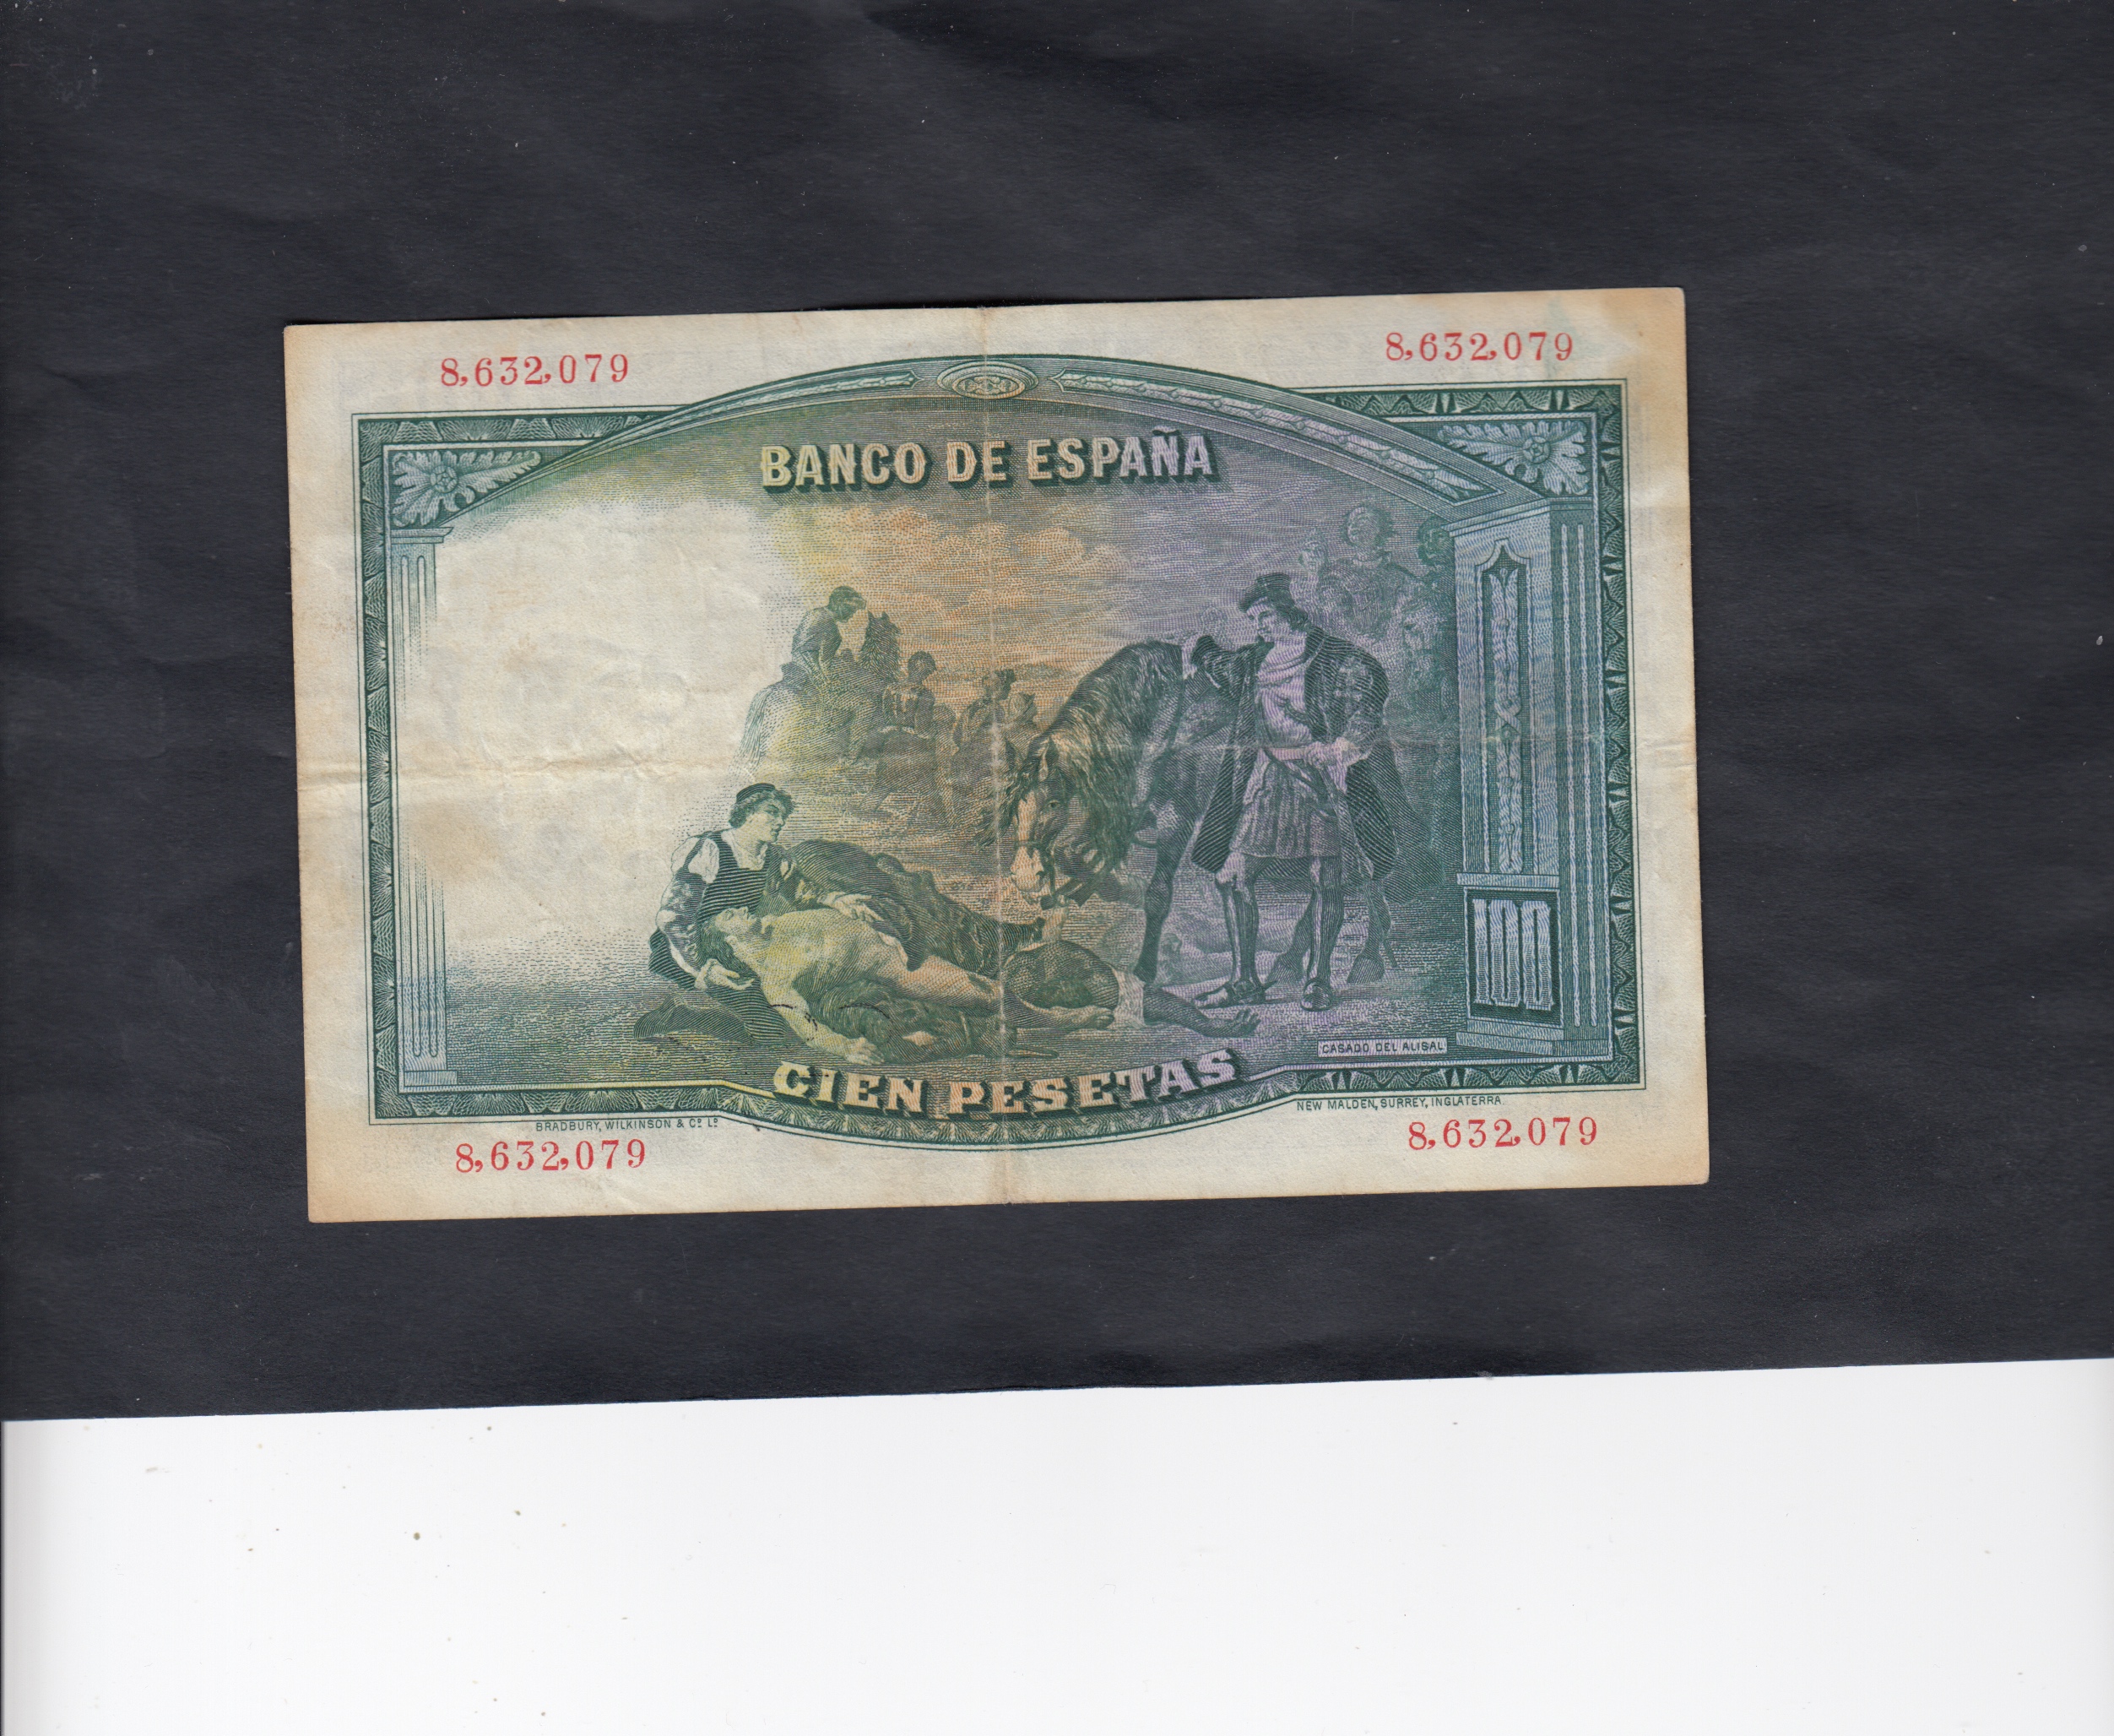 8,632,079
8,632,079
BANCO DE ESPAÑA
100
CASADO DEL ALISAL
CIEN PESETAS
BRADBURY, WILKINSON & Cº Lº
NEW MALDEN, SURREY, INGLATERRA.
8,632,079
8,632,079